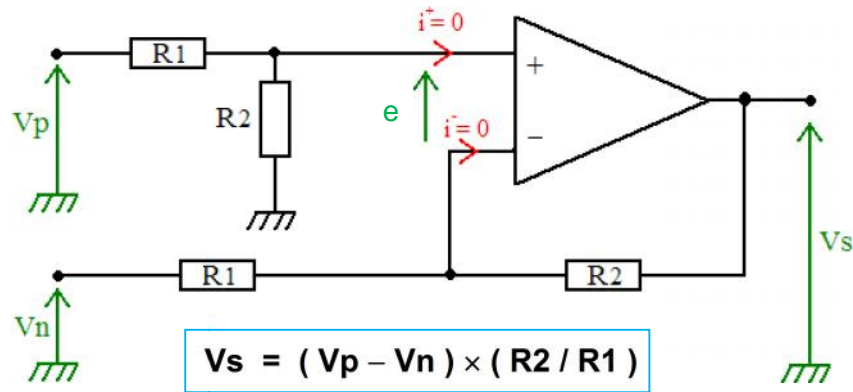 i⁺= 0
R1
+
e
Vp
R2
i⁻= 0
−
Vs
R1
R2
Vn
Vs = ( Vp – Vn ) × ( R2 / R1 )